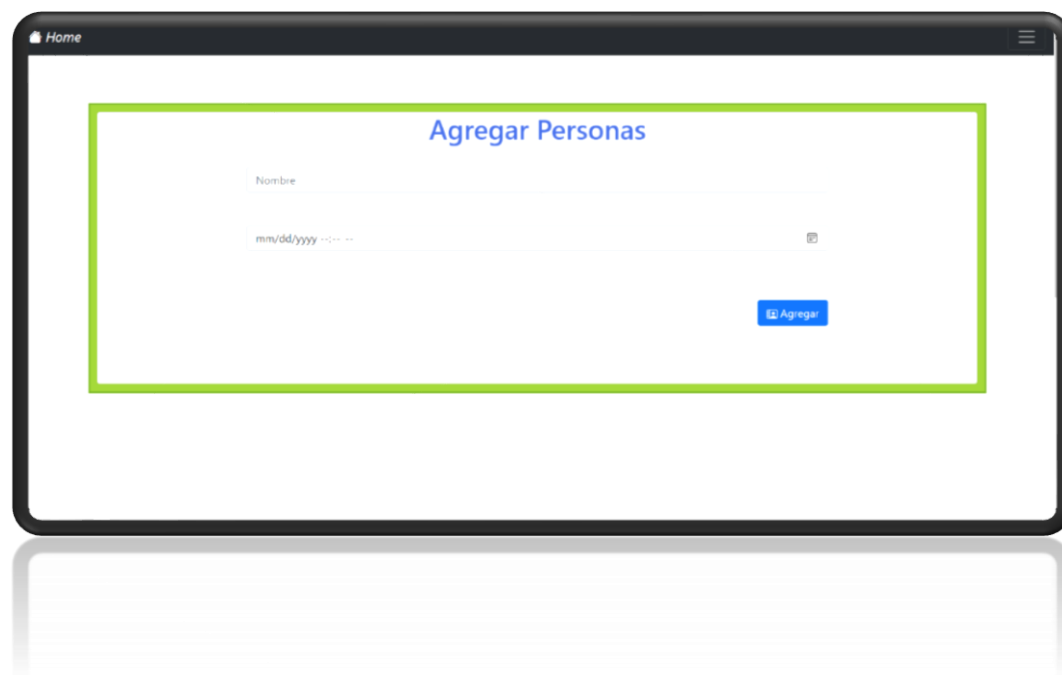 Home
Agregar Personas
Nombre
mm/dd/yyyy --:-- --
Agregar